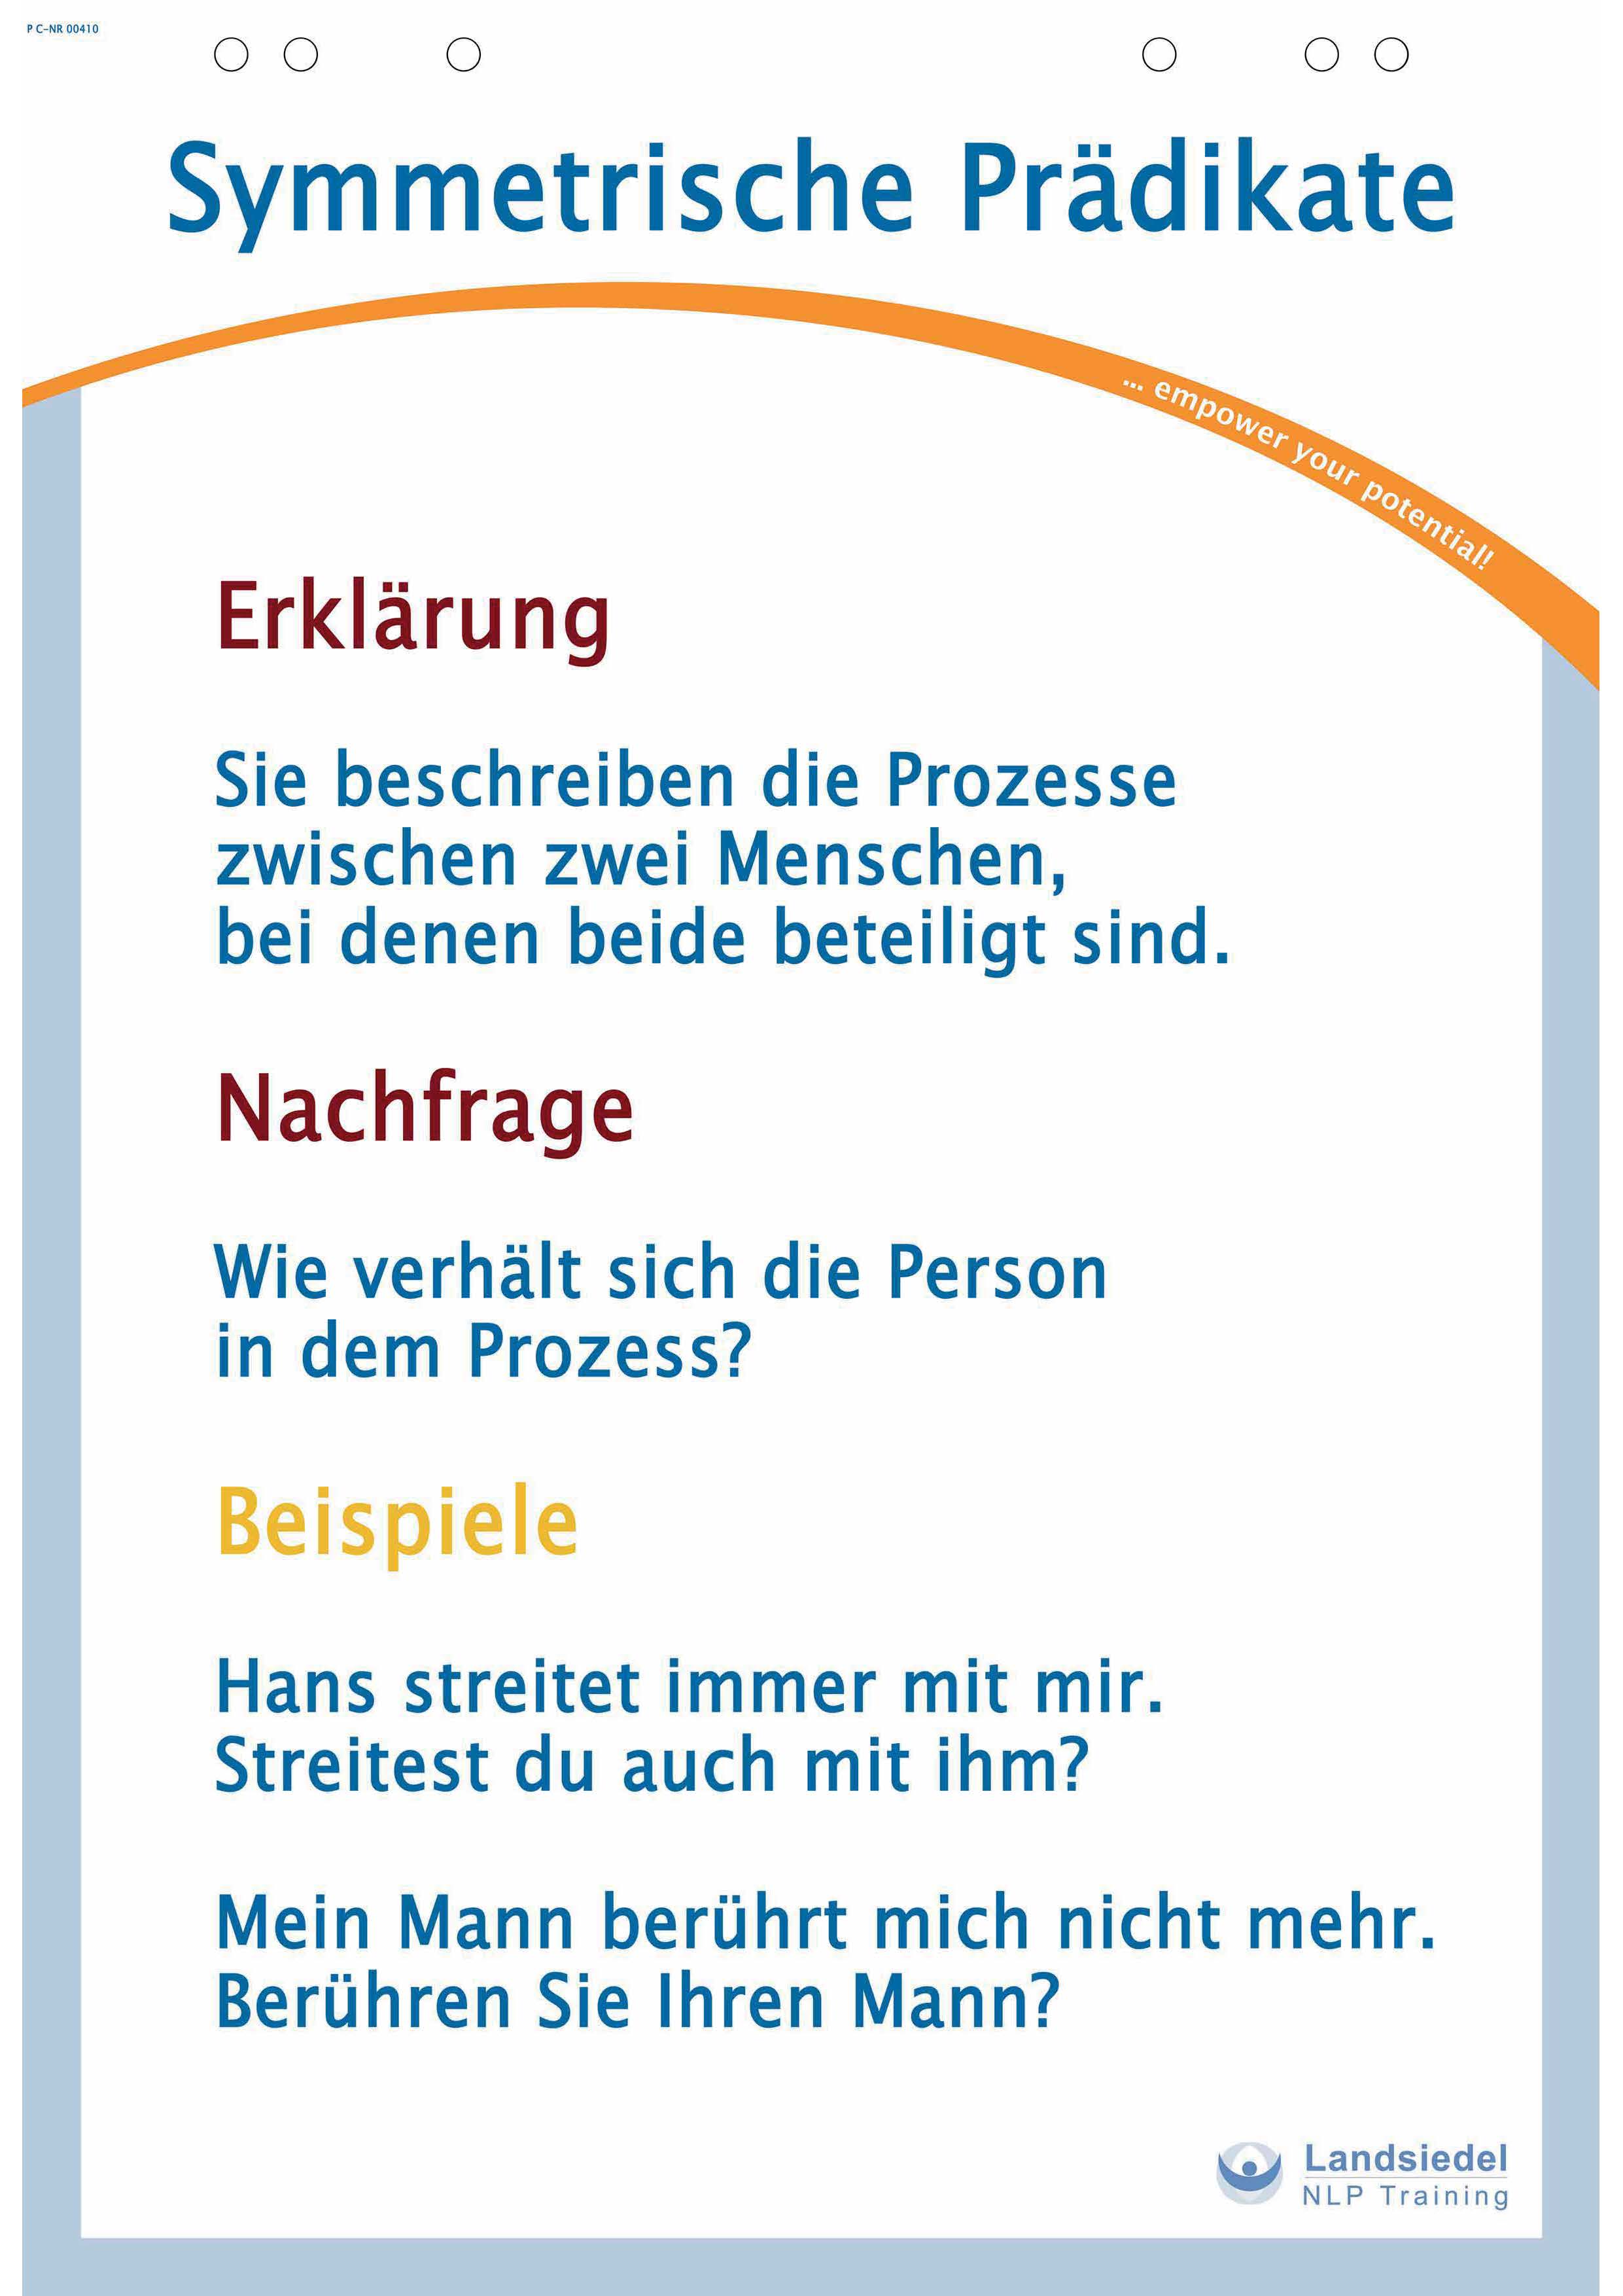 P C-NR 00410
Symmetrische Prädikate
... empower your potential!
Erklärung
Sie beschreiben die Prozesse
zwischen zwei Menschen,
bei denen beide beteiligt sind.
Nachfrage
Wie verhält sich die Person
in dem Prozess?
Beispiele
Hans streitet immer mit mir.
Streitest du auch mit ihm?
Mein Mann berührt mich nicht mehr.
Berühren Sie Ihren Mann?
Landsiedel
NLP Training